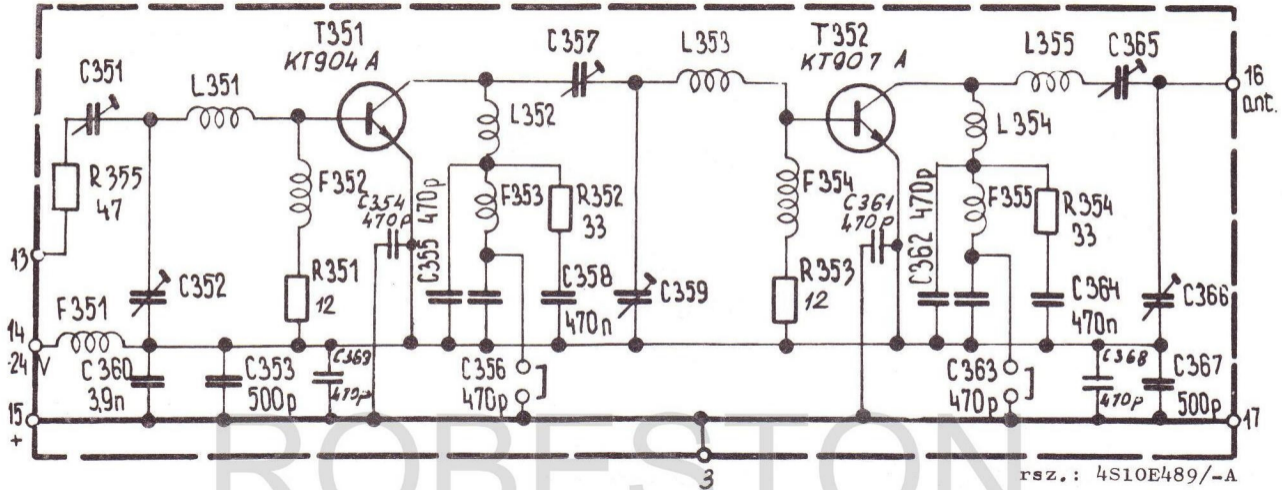 T351
KT904 A
C357
L353
T352
KT907 A
L355
C365
C351
L351
16
ant.
L352
L354
R355
47
F352
C354
470p
470p
F353
R352
33
F354
C361
470p
C362 470p
F355
R354
33
13
C355
C352
R351
12
C358
470n
C359
R353
12
C364
470n
C366
F351
14
-24 V
C360
3,9n
C353
500p
C369
470p
C356
470p
C363
470p
C368
470p
C367
500p
15
+
17
3
ROBESTON
rsz.: 4S10E489/-A